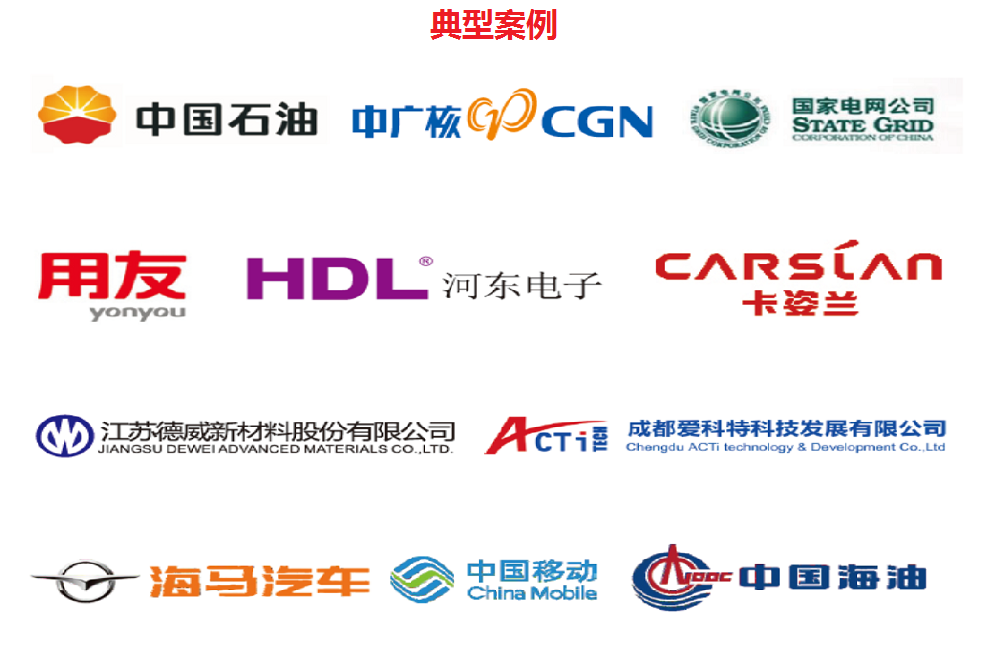 典型案例
中国石油
中广核 CGN
国家电网公司
STATE GRID
CORPORATION OF CHINA
用友
yonyou
HDL® 河东电子
CARSLAN
卡姿兰
江苏德威新材料股份有限公司
JIANGSU DEWEI ADVANCED MATERIALS CO.,LTD.
ACTi TECH
成都爱科特科技发展有限公司
Chengdu ACTi technology & Development Co.,Ltd
海马汽车
中国移动
China Mobile
CNOOC 中国海油